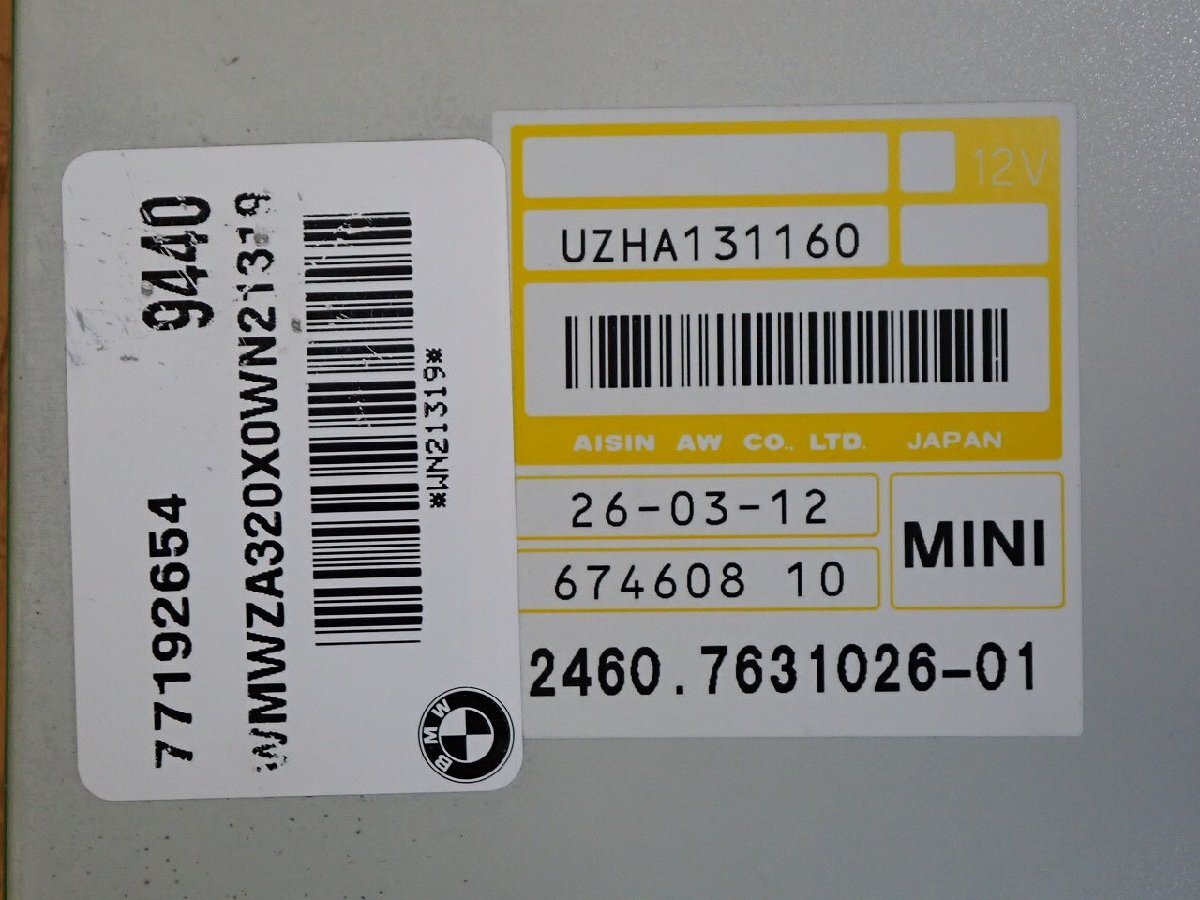 77192654 9440
WMWZA320X0WN21319
*WN21319*
BMW
12V
UZHA131160
AISIN AW CO., LTD. JAPAN
26-03-12
674608 10
MINI
2460.7631026-01